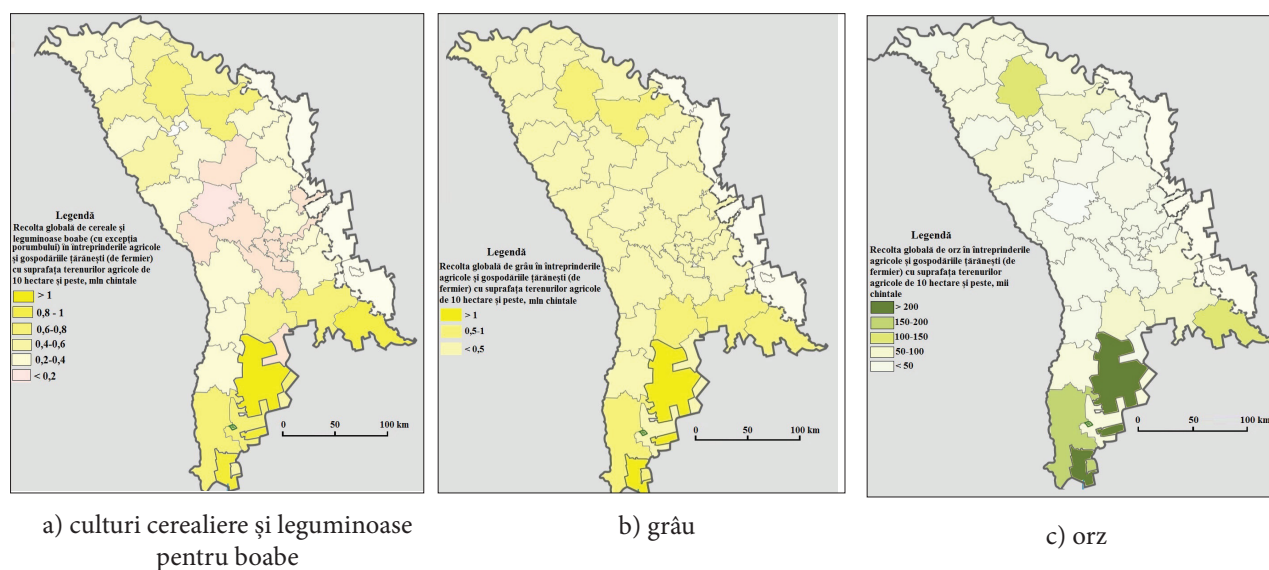 Legendă
Recolta globală de cereale și
leguminoase boabe (cu excepția
porumbului) în întreprinderile agricole
și gospodăriile țărănești (de fermier)
cu suprafața terenurilor agricole de
10 hectare și peste, mln chintale
> 1
0,8 - 1
0,6-0,8
0,4-0,6
0,2-0,4
< 0,2
0 50 100 km
a) culturi cerealiere și leguminoase
pentru boabe
Legendă
Recolta globală de grâu în întreprinderile
agricole și gospodăriile țărănești (de
fermier) cu suprafața terenurilor agricole
de 10 hectare și peste, mln chintale
> 1
0,5-1
< 0,5
0 50 100 km
b) grâu
Legendă
Recolta globală de orz în întreprinderile
agricole și gospodăriile țărănești (de
fermier) cu suprafața terenurilor
agricole de 10 hectare și peste, mii
chintale
> 200
150-200
100-150
50-100
< 50
0 50 100 km
c) orz